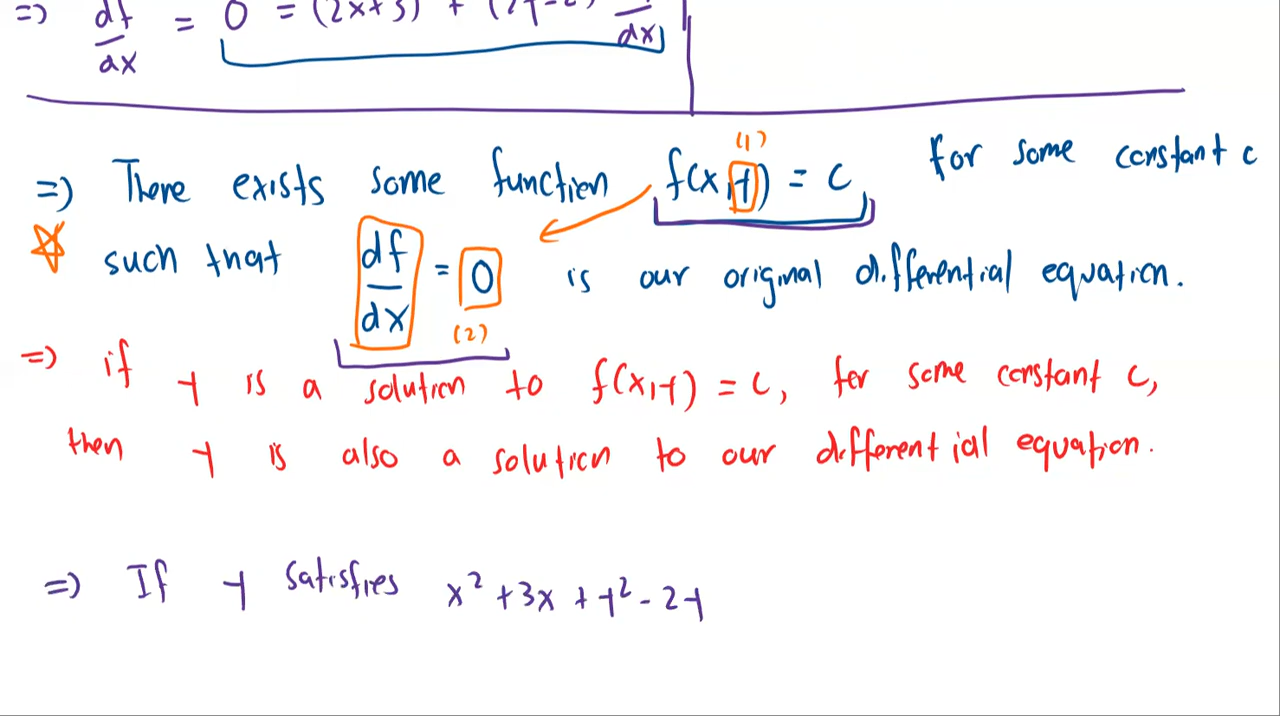 => df/dx = 0 = (2x+3) + (2y-2) dy/dx
(1)
=> There exists some function f(x,y) = c, for some constant c
such that df/dx = 0 is our original differential equation.
(2)
=> if y is a solution to f(x,y) = c, for some constant c,
then y is also a solution to our differential equation.
=> If y satisfies x² + 3x + y² - 2y